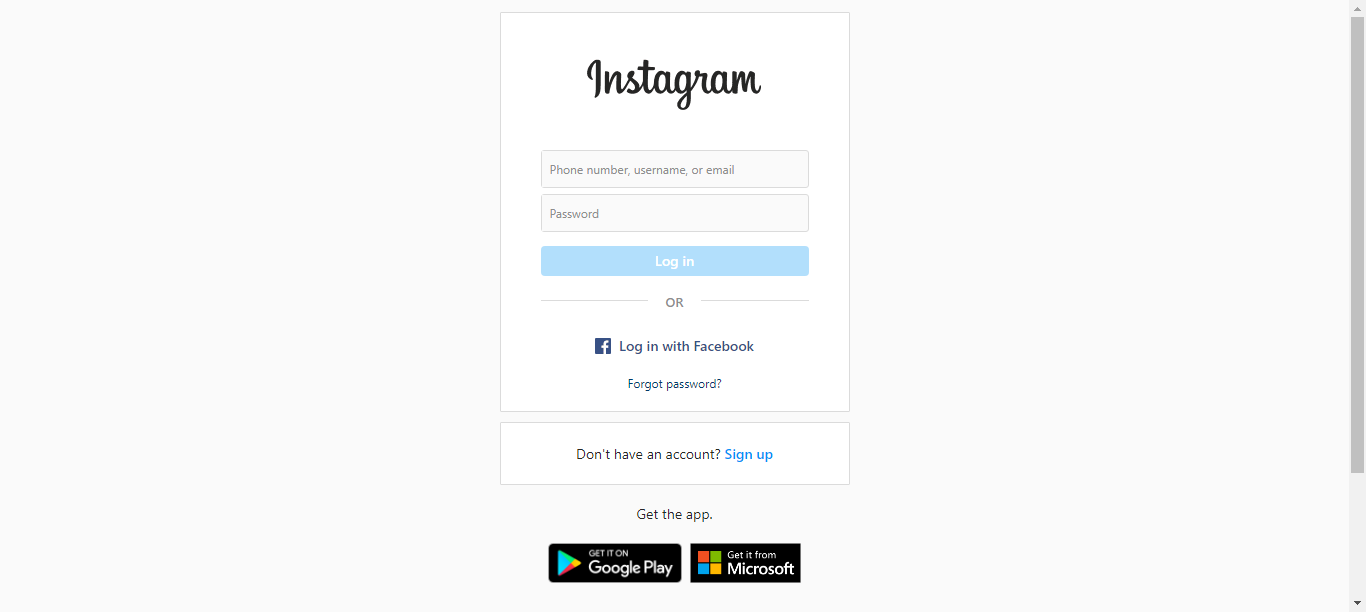 Instagram
Phone number, username, or email
Password
Log in
OR
Log in with Facebook
Forgot password?
Don't have an account? Sign up
Get the app.
GET IT ON
Google Play
Get it from
Microsoft